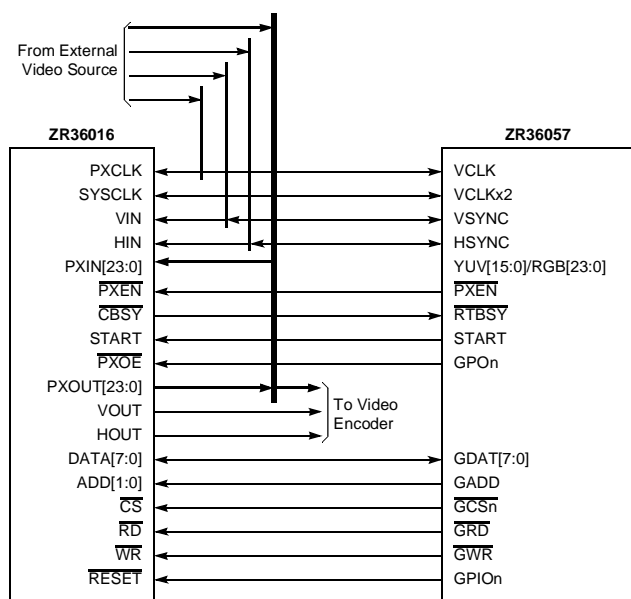 From External
Video Source
ZR36016
ZR36057
PXCLK
VCLK
SYSCLK
VCLKx2
VIN
VSYNC
HIN
HSYNC
PXIN[23:0]
YUV[15:0]/RGB[23:0]
PXEN
PXEN
CBSY
RTBSY
START
START
PXOE
GPOn
PXOUT[23:0]
VOUT
To Video
Encoder
HOUT
DATA[7:0]
GDAT[7:0]
ADD[1:0]
GADD
CS
GCSn
RD
GRD
WR
GWR
RESET
GPIOn